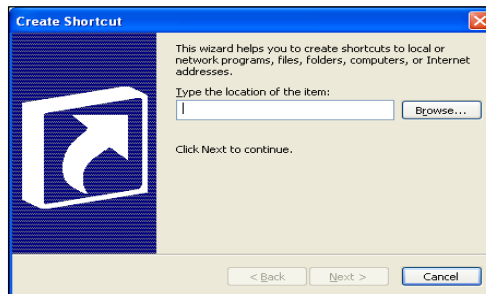 Create Shortcut
This wizard helps you to create shortcuts to local or
network programs, files, folders, computers, or Internet
addresses.
Type the location of the item:
Browse...
Click Next to continue.
< Back Next > Cancel